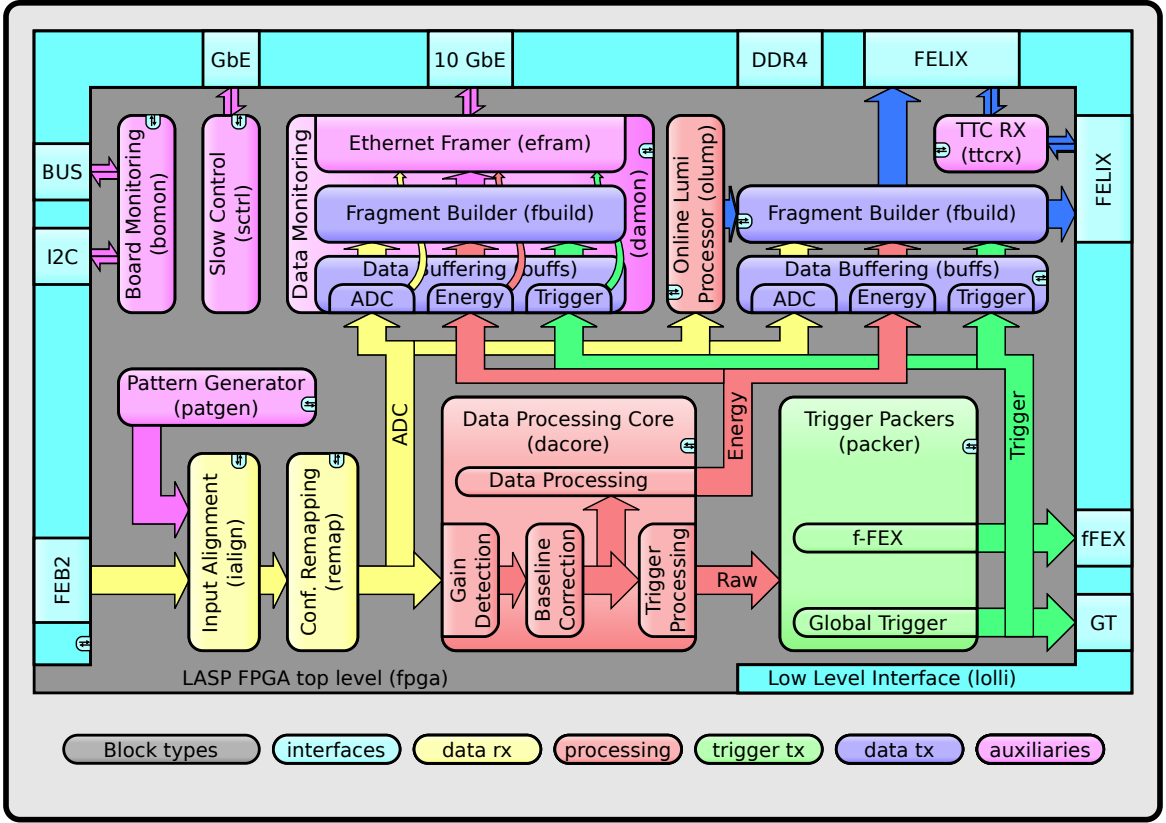 GbE
10 GbE
DDR4
FELIX
BUS
I2C
Board Monitoring
(bomon)
Slow Control
(sctrl)
Data Monitoring
(damon)
Ethernet Framer (efram)
Fragment Builder (fbuild)
Data Buffering (buffs)
ADC
Energy
Trigger
Online Lumi
Processor (olump)
TTC RX
(ttcrx)
FELIX
Fragment Builder (fbuild)
Data Buffering (buffs)
ADC
Energy
Trigger
Pattern Generator
(patgen)
ADC
Data Processing Core
(dacore)
Data Processing
Energy
Trigger Packers
(packer)
Trigger
FEB2
Input Alignment
(ialign)
Conf. Remapping
(remap)
Gain
Detection
Baseline
Correction
Trigger
Processing
Raw
f-FEX
Global Trigger
fFEX
GT
LASP FPGA top level (fpga)
Low Level Interface (lolli)
Block types
interfaces
data rx
processing
trigger tx
data tx
auxiliaries